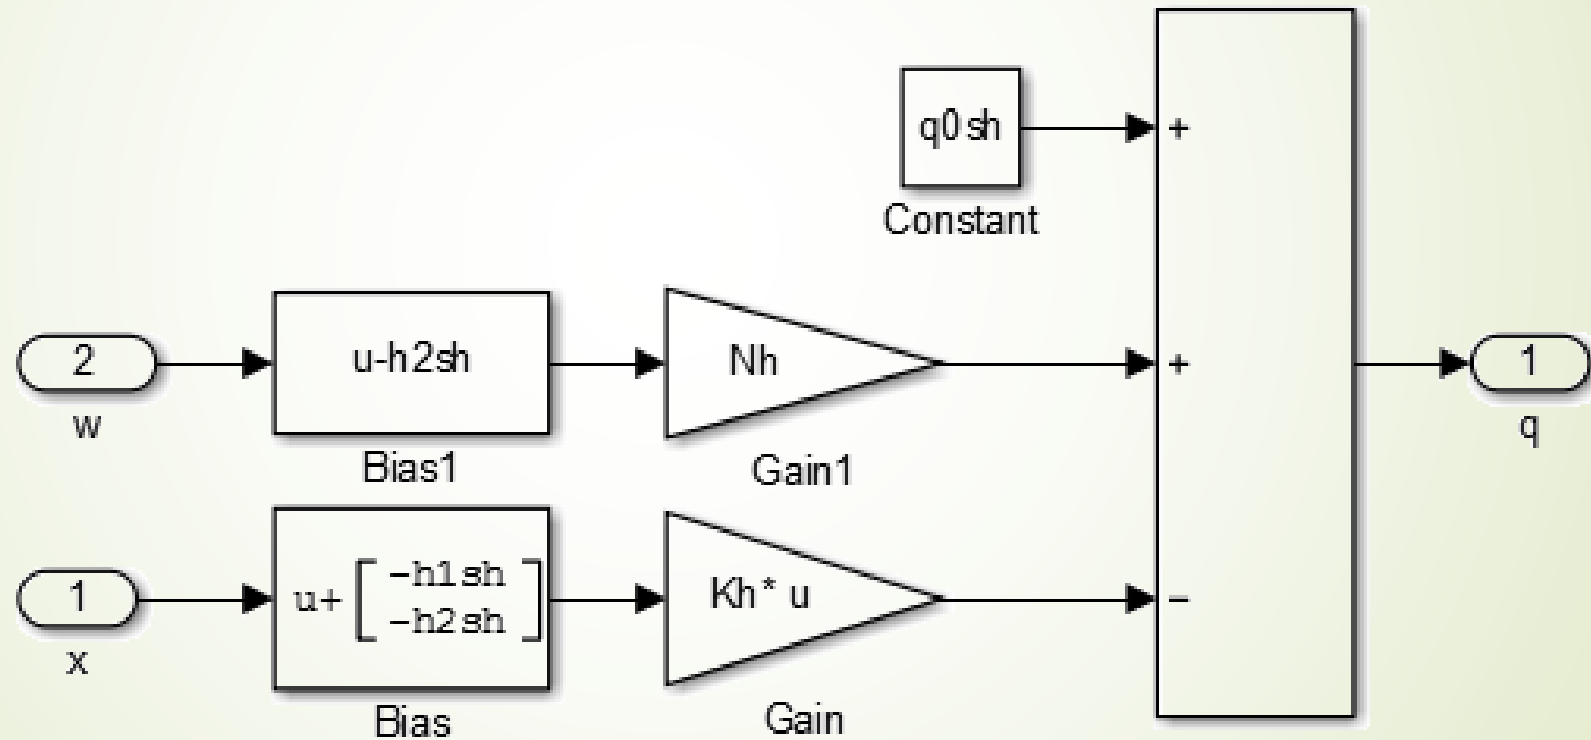 q0sh
+
Constant
2
w
u-h2sh
Bias1
Nh
Gain1
+
1
q
1
x
u+ [ -h1sh
-h2sh ]
Bias
Kh* u
Gain
−